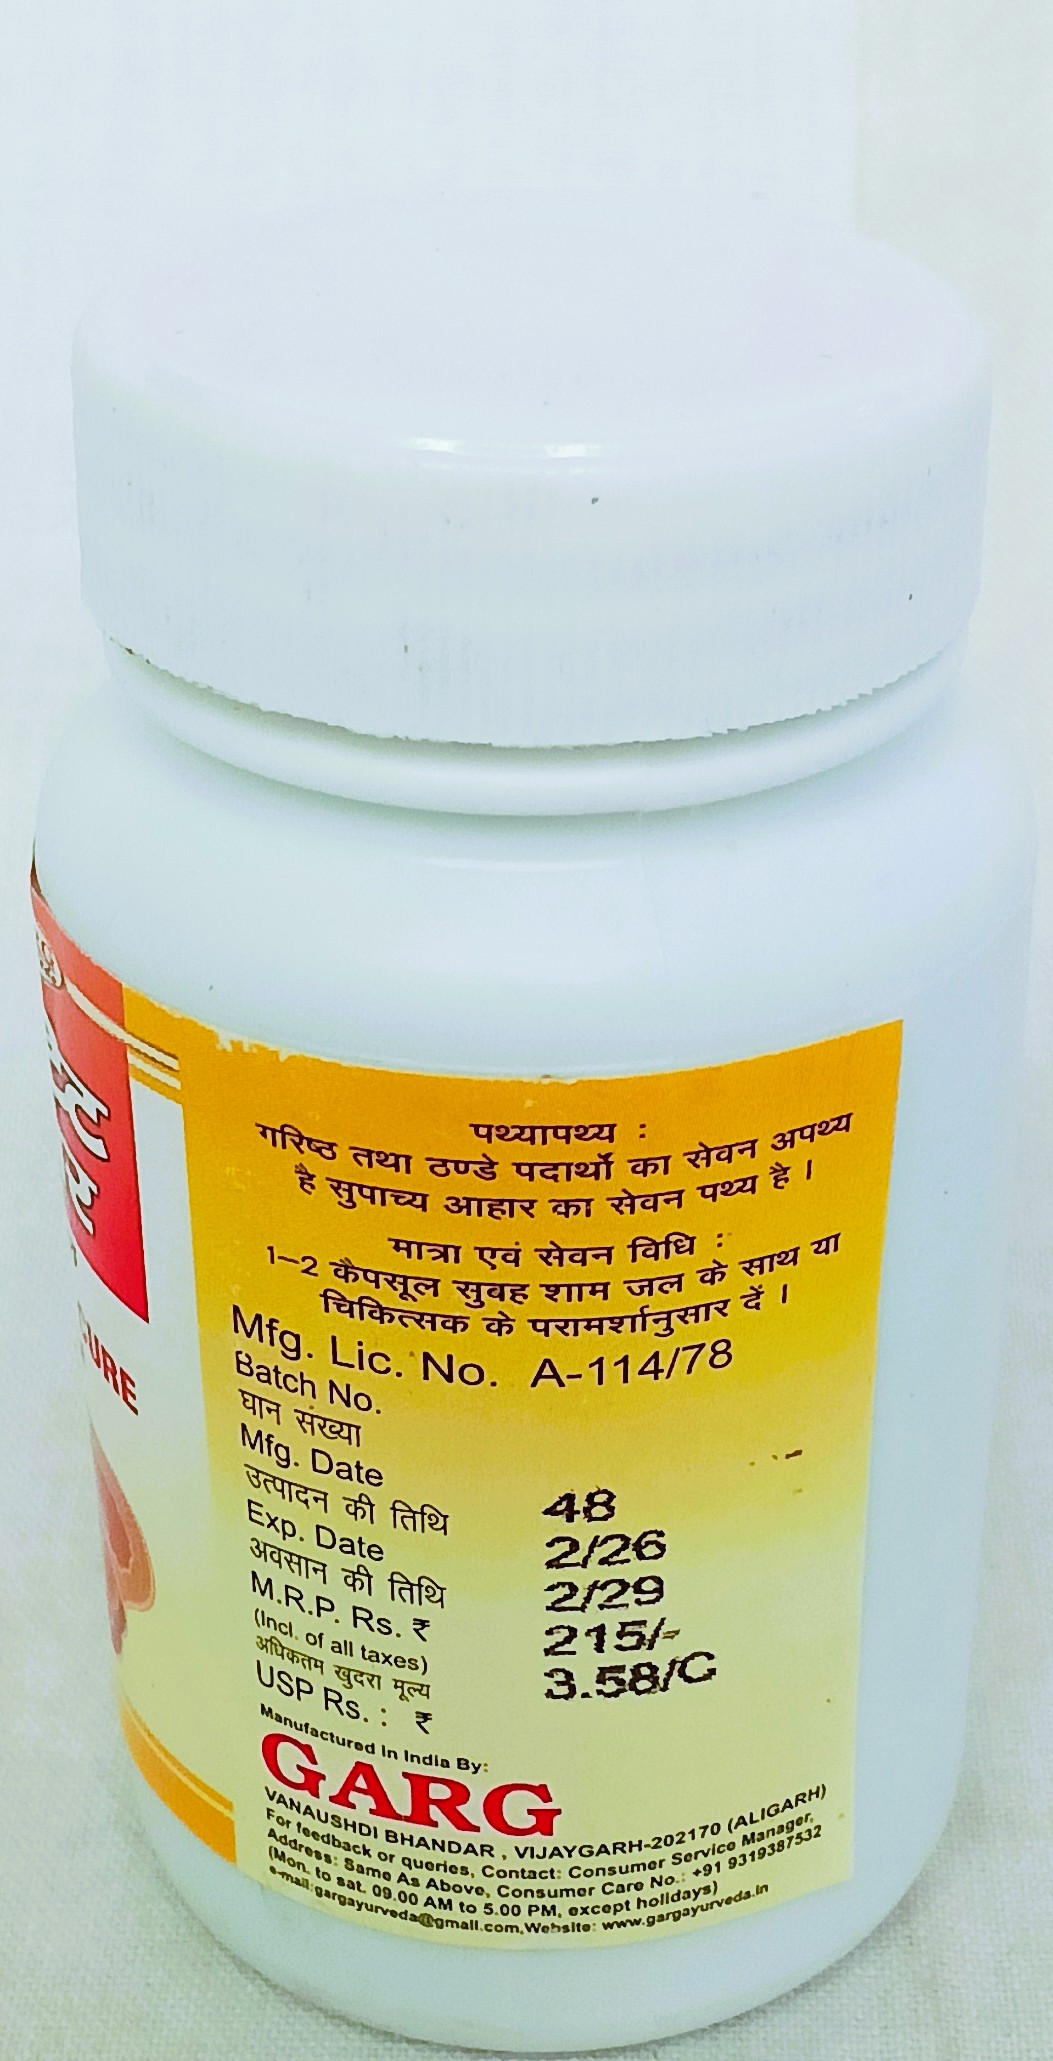 CURE
पथ्यापथ्य :
गरिष्ठ तथा ठण्डे पदार्थों का सेवन अपथ्य
है सुपाच्य आहार का सेवन पथ्य है ।
मात्रा एवं सेवन विधि :
1–2 कैपसूल सुवह शाम जल के साथ या
चिकित्सक के परामर्शानुसार दें ।
Mfg. Lic. No. A-114/78
Batch No.
घान संख्या
Mfg. Date
उत्पादन की तिथि 48
Exp. Date 2/26
अवसान की तिथि 2/29
M.R.P. Rs. ₹ 215/-
(Incl. of all taxes)
अधिकतम खुदरा मूल्य 3.58/C
USP Rs. : ₹
Manufactured in India By:
GARG
VANAUSHDI BHANDAR , VIJAYGARH-202170 (ALIGARH)
For feedback or queries, Contact: Consumer Service Manager,
Address: Same As Above, Consumer Care No.: +91 9319387532
(Mon. to sat. 09.00 AM to 5.00 PM, except holidays)
e-mail:gargayurveda@gmail.com,Website: www.gargayurveda.in